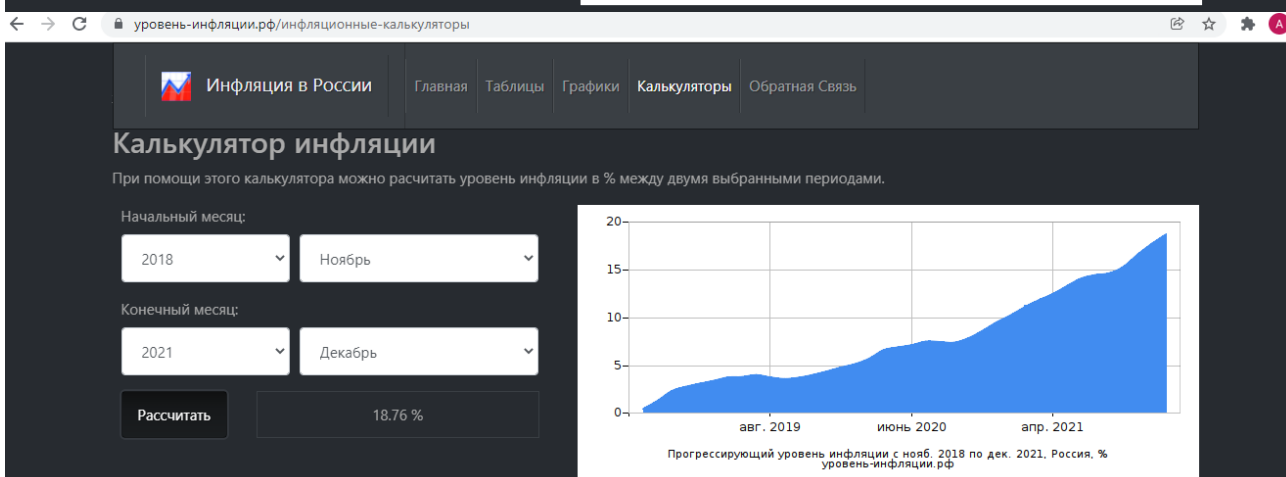 уровень-инфляции.рф/инфляционные-калькуляторы
А
Инфляция в России Главная Таблицы Графики Калькуляторы Обратная Связь
Калькулятор инфляции
При помощи этого калькулятора можно расчитать уровень инфляции в % между двумя выбранными периодами.
Начальный месяц:
2018 Ноябрь
Конечный месяц:
2021 Декабрь
Рассчитать 18.76 %
20
15
10
5
0
авг. 2019 июнь 2020 апр. 2021
Прогрессирующий уровень инфляции с нояб. 2018 по дек. 2021, Россия, %
уровень-инфляции.рф